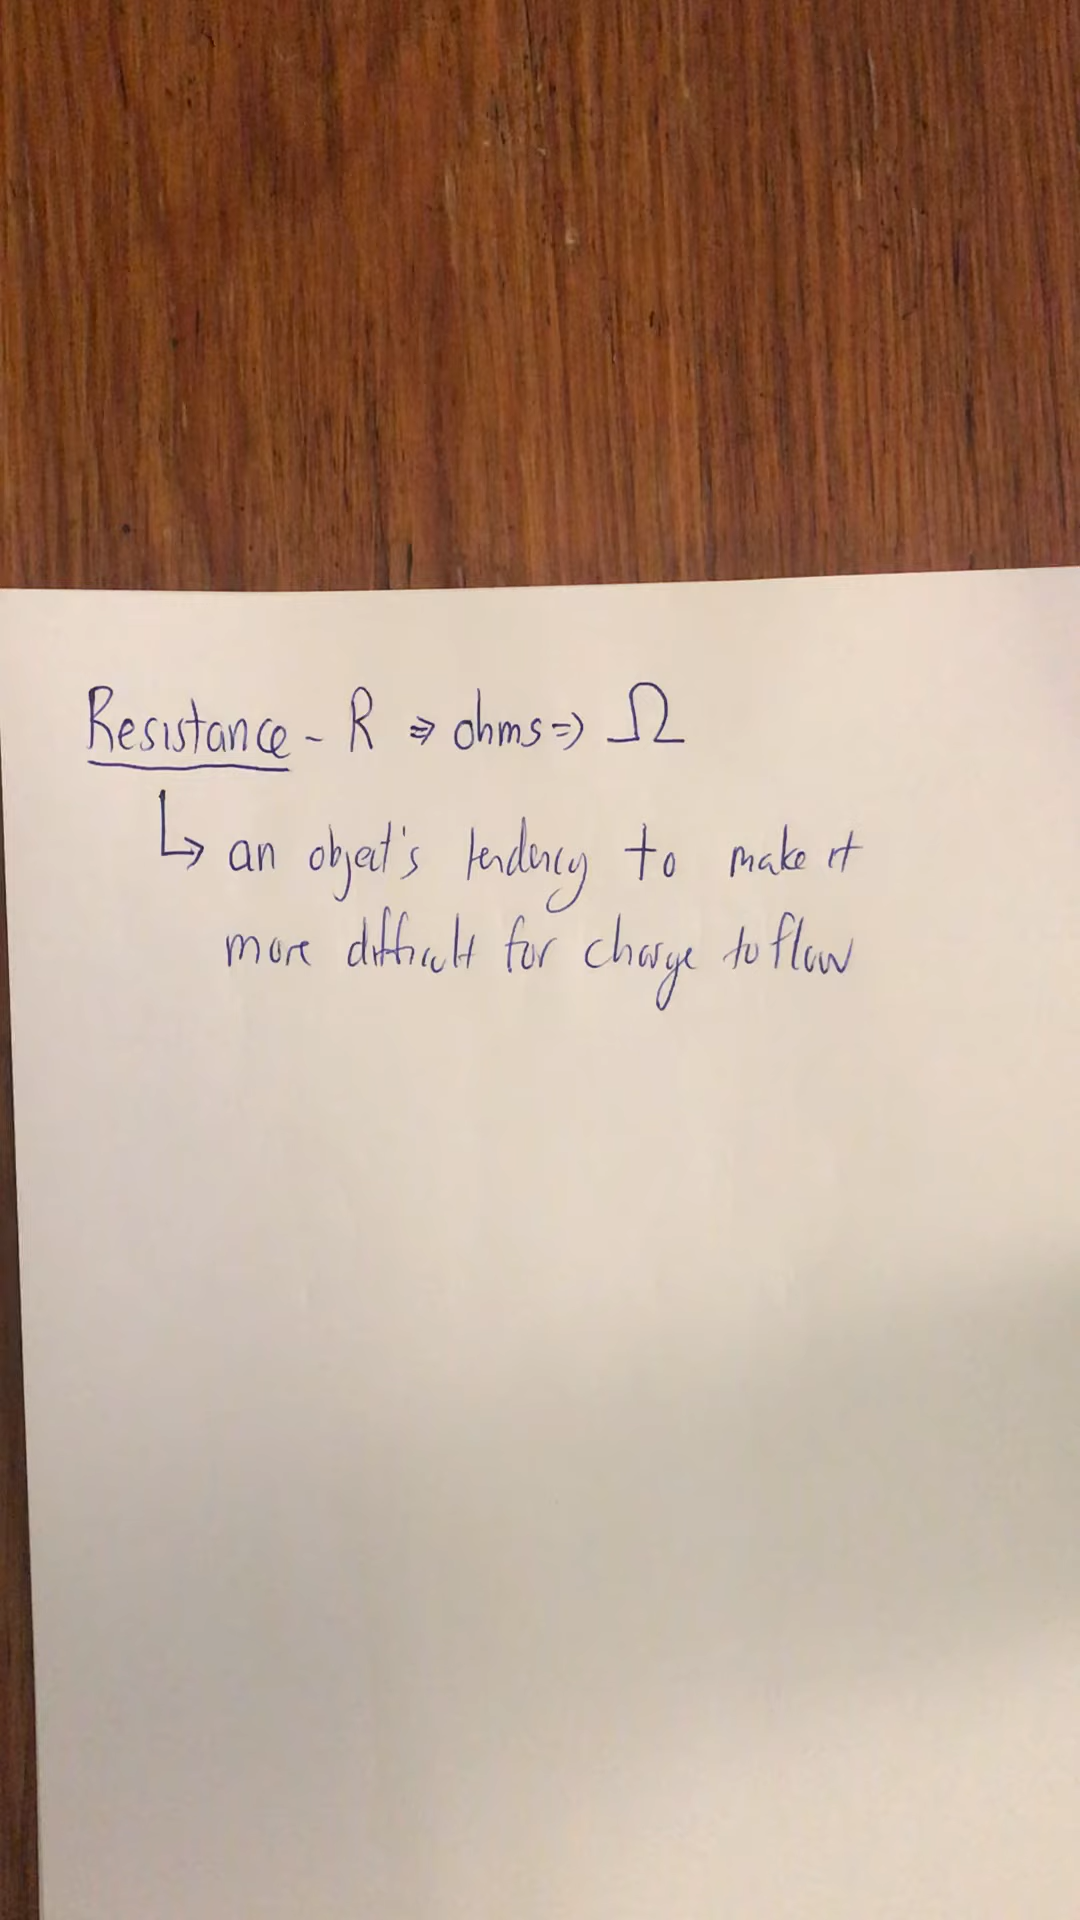 Resistance - R => ohms => Ω
↳ an object's tendency to make it
more difficult for charge to flow